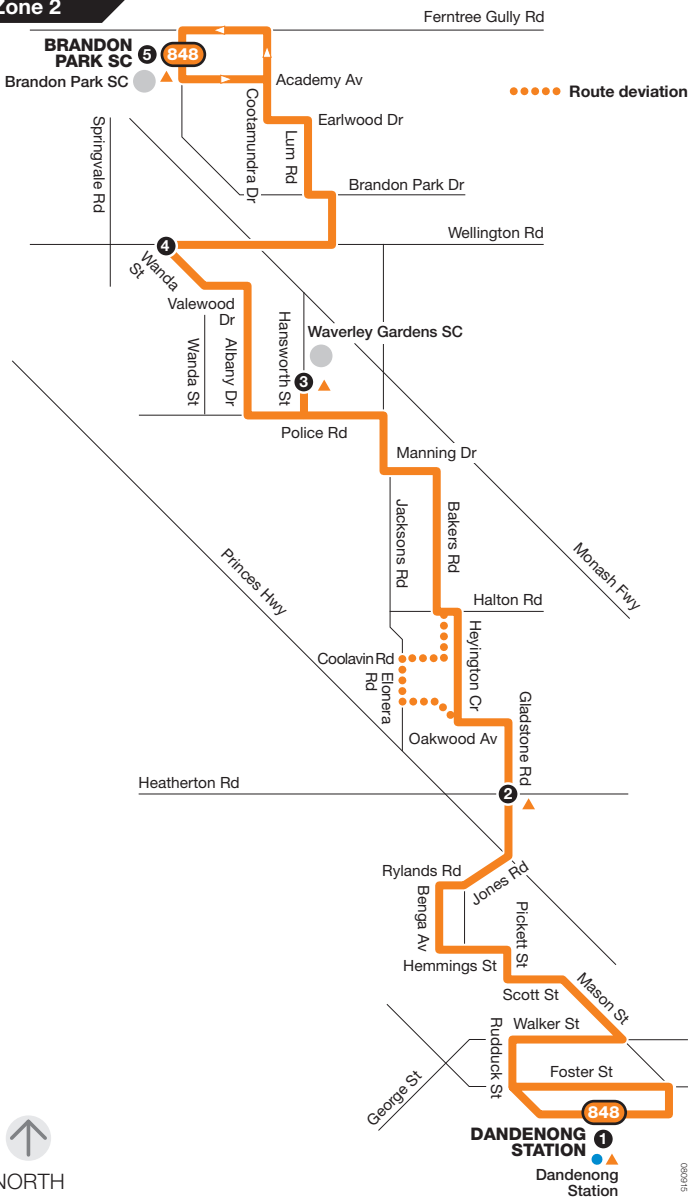 Zone 2
Ferntree Gully Rd
BRANDON
PARK SC
5
848
Brandon Park SC
Academy Av
Route deviation
Cootamundra Dr
Springvale Rd
Earlwood Dr
Lum Rd
Brandon Park Dr
Wellington Rd
4
Wanda
St
Valewood
Dr
Hansworth St
Waverley Gardens SC
Wanda St
Albany Dr
3
Police Rd
Manning Dr
Jacksons Rd
Bakers Rd
Princes Hwy
Monash Fwy
Halton Rd
Heyington Cr
Coolavin Rd
Elonera
Rd
Gladstone Rd
Oakwood Av
Heatherton Rd
2
Rylands Rd
Jones Rd
Benga Av
Pickett St
Hemmings St
Scott St
Mason St
Walker St
Rudduck St
George St
Foster St
848
DANDENONG
STATION
1
Dandenong
Station
NORTH
080915